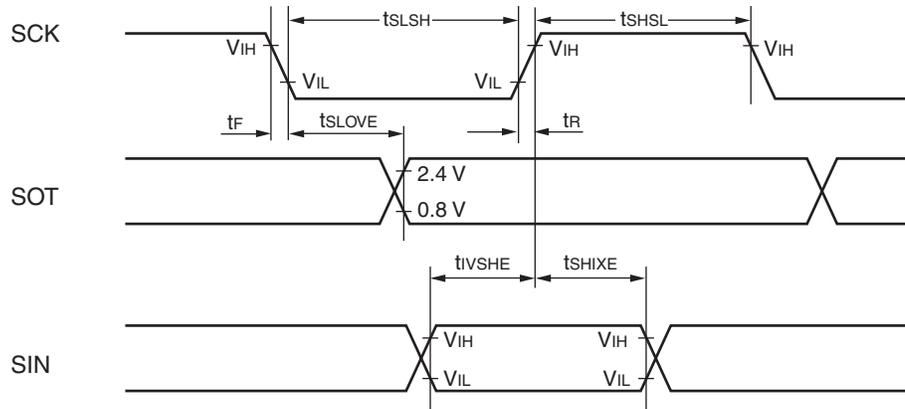 tSLSH
tSHSL
SCK
VIH
VIL
VIL
VIH
VIH
tF
tSLOVE
tR
SOT
2.4 V
0.8 V
tIVSHE
tSHIXE
SIN
VIH
VIL
VIH
VIL